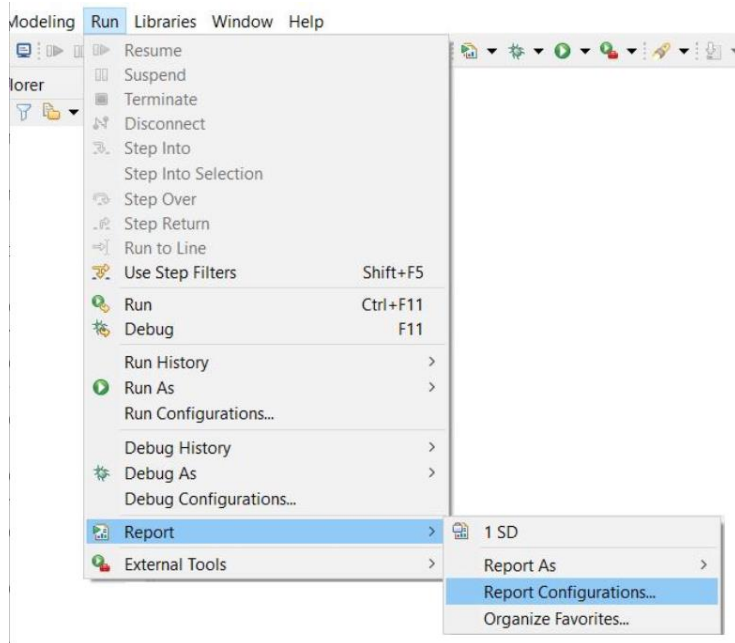 Modeling Run Libraries Window Help
lorer
Resume
Suspend
Terminate
Disconnect
Step Into
Step Into Selection
Step Over
Step Return
Run to Line
Use Step Filters Shift+F5
Run Ctrl+F11
Debug F11
Run History
Run As
Run Configurations...
Debug History
Debug As
Debug Configurations...
Report
External Tools
1 SD
Report As
Report Configurations...
Organize Favorites...